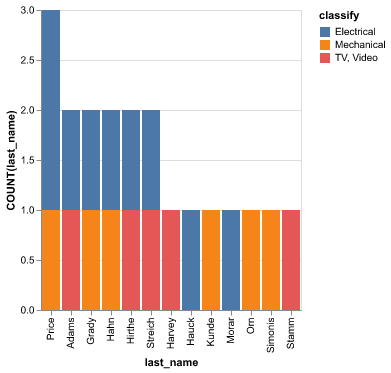 classify
Electrical
Mechanical
TV, Video
COUNT(last_name)
3.0
2.5
2.0
1.5
1.0
0.5
0.0
Price
Adams
Grady
Hahn
Hirthe
Streich
Harvey
Hauck
Kunde
Morar
Orn
Simonis
Stamm
last_name